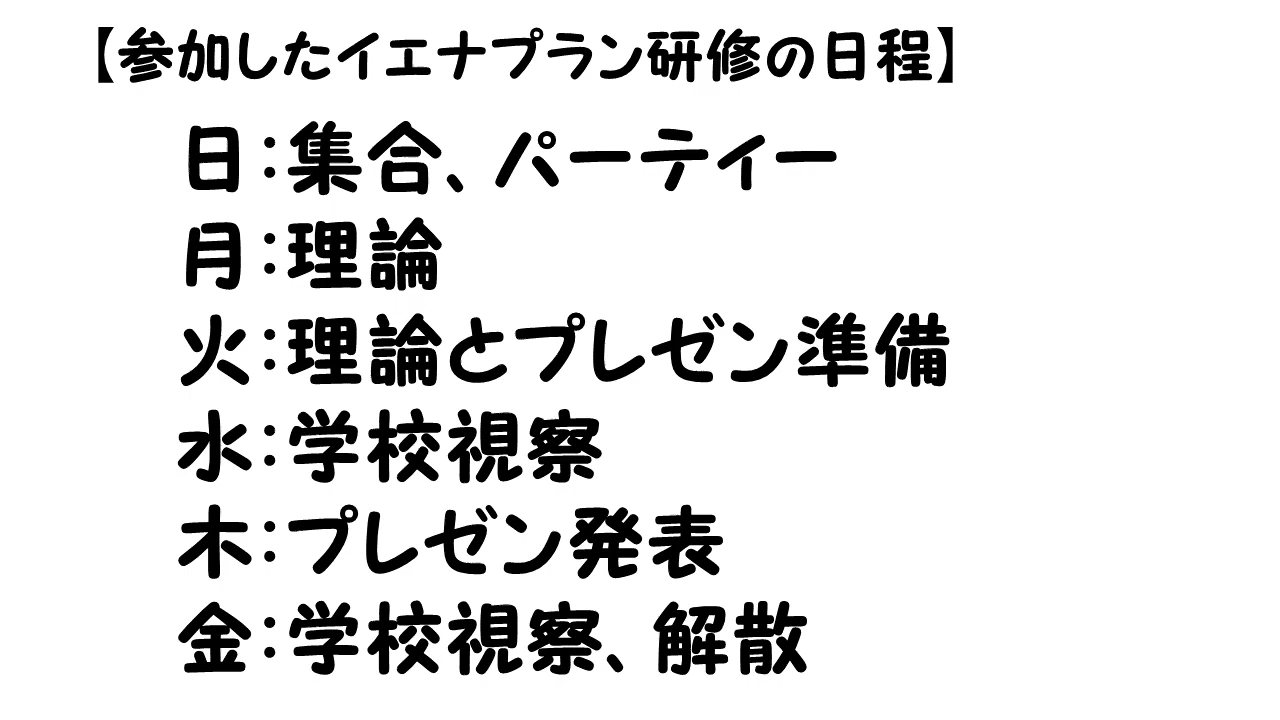 【参加したイエナプラン研修の日程】
日：集合、パーティー
月：理論
火：理論とプレゼン準備
水：学校視察
木：プレゼン発表
金：学校視察、解散